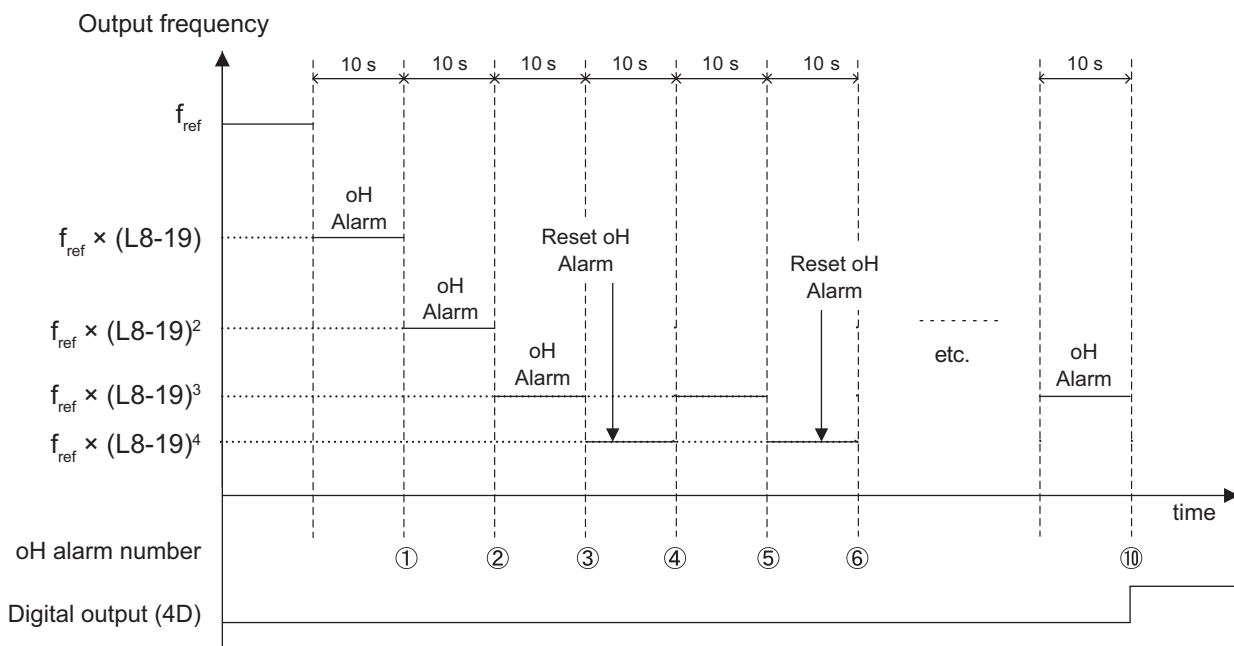 Output frequency
10 s 10 s 10 s 10 s 10 s 10 s 10 s
f_ref
oH
Alarm
f_ref × (L8-19)
Reset oH
Alarm
Reset oH
Alarm
oH
Alarm
f_ref × (L8-19)²
etc.
oH
Alarm
oH
Alarm
f_ref × (L8-19)³
f_ref × (L8-19)⁴
time
oH alarm number ① ② ③ ④ ⑤ ⑥ ⑩
Digital output (4D)